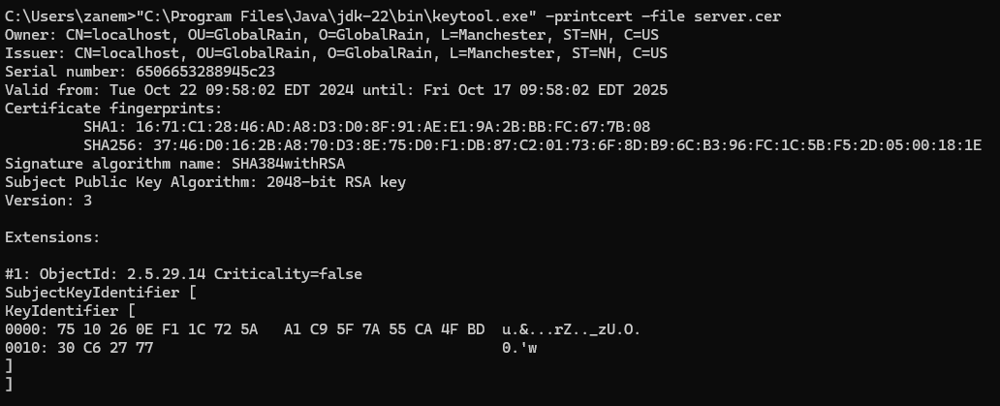 C:\Users\zanem>"C:\Program Files\Java\jdk-22\bin\keytool.exe" -printcert -file server.cer
Owner: CN=localhost, OU=GlobalRain, O=GlobalRain, L=Manchester, ST=NH, C=US
Issuer: CN=localhost, OU=GlobalRain, O=GlobalRain, L=Manchester, ST=NH, C=US
Serial number: 6506653288945c23
Valid from: Tue Oct 22 09:58:02 EDT 2024 until: Fri Oct 17 09:58:02 EDT 2025
Certificate fingerprints:
         SHA1: 16:71:C1:28:46:AD:A8:D3:D0:8F:91:AE:E1:9A:2B:BB:FC:67:7B:08
         SHA256: 37:46:D0:16:2B:A8:70:D3:8E:75:D0:F1:DB:87:C2:01:73:6F:8D:B9:6C:B3:96:FC:1C:5B:F5:2D:05:00:18:1E
Signature algorithm name: SHA384withRSA
Subject Public Key Algorithm: 2048-bit RSA key
Version: 3

Extensions:

#1: ObjectId: 2.5.29.14 Criticality=false
SubjectKeyIdentifier [
KeyIdentifier [
0000: 75 10 26 0E F1 1C 72 5A   A1 C9 5F 7A 55 CA 4F BD  u.&...rZ.._zU.O.
0010: 30 C6 27 77                                        0.'w
]
]